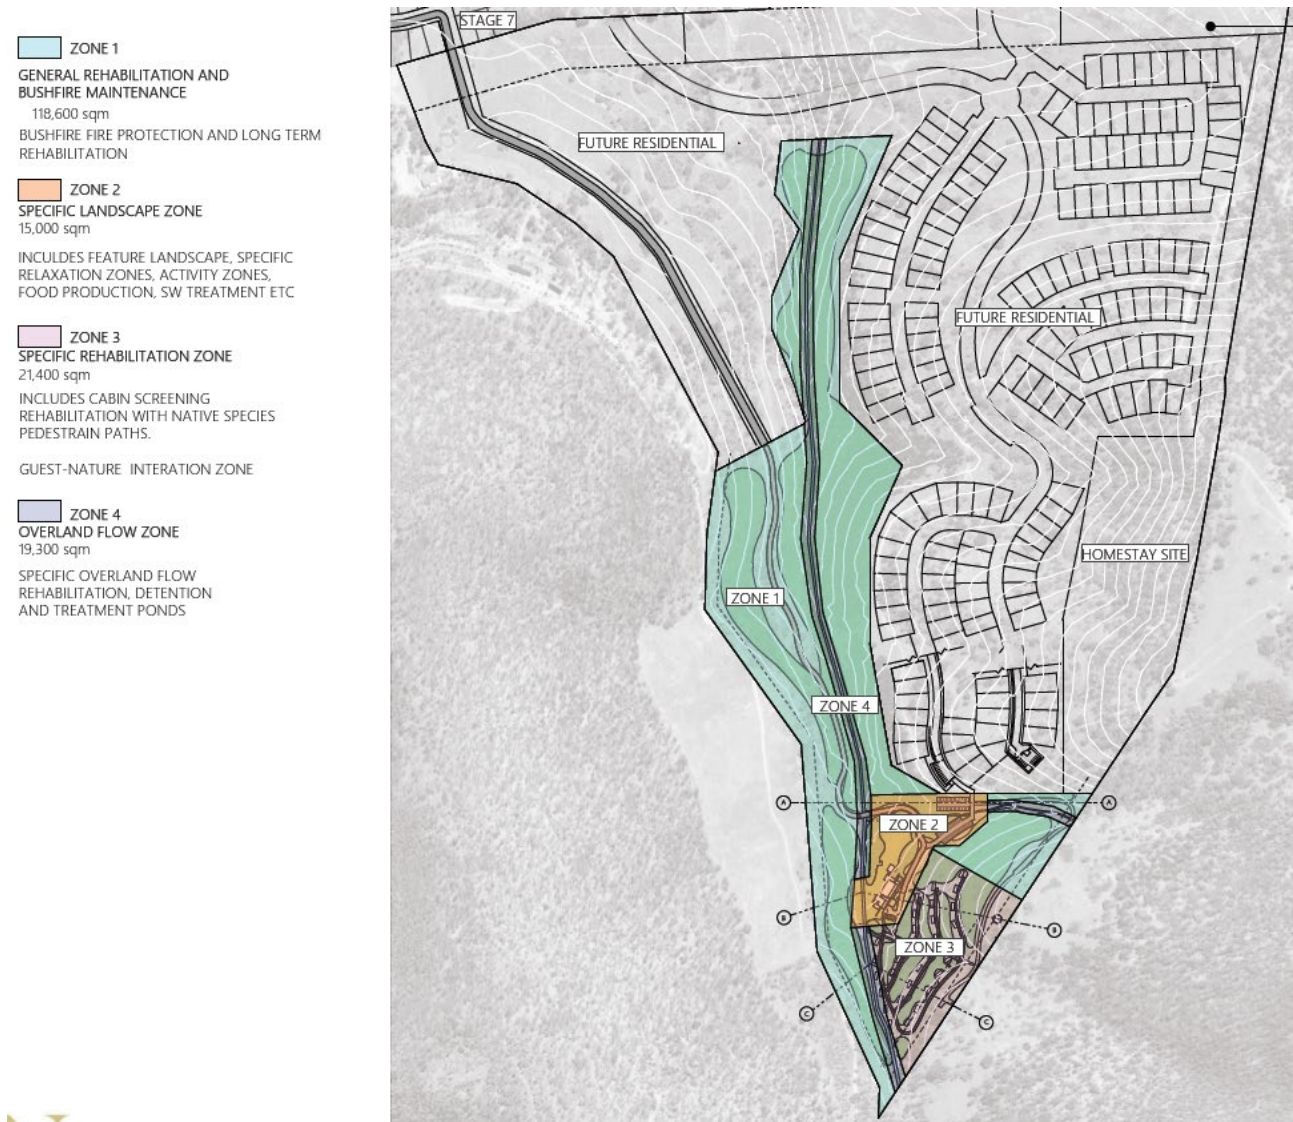 ZONE 1
GENERAL REHABILITATION AND
BUSHFIRE MAINTENANCE
118,600 sqm
BUSHFIRE FIRE PROTECTION AND LONG TERM
REHABILITATION
ZONE 2
SPECIFIC LANDSCAPE ZONE
15,000 sqm
INCULDES FEATURE LANDSCAPE, SPECIFIC
RELAXATION ZONES, ACTIVITY ZONES,
FOOD PRODUCTION, SW TREATMENT ETC
ZONE 3
SPECIFIC REHABILITATION ZONE
21,400 sqm
INCLUDES CABIN SCREENING
REHABILITATION WITH NATIVE SPECIES
PEDESTRAIN PATHS.
GUEST-NATURE INTERATION ZONE
ZONE 4
OVERLAND FLOW ZONE
19,300 sqm
SPECIFIC OVERLAND FLOW
REHABILITATION, DETENTION
AND TREATMENT PONDS
STAGE 7
FUTURE RESIDENTIAL
FUTURE RESIDENTIAL
HOMESTAY SITE
ZONE 1
ZONE 4
A
A
ZONE 2
B
B
ZONE 3
C
C